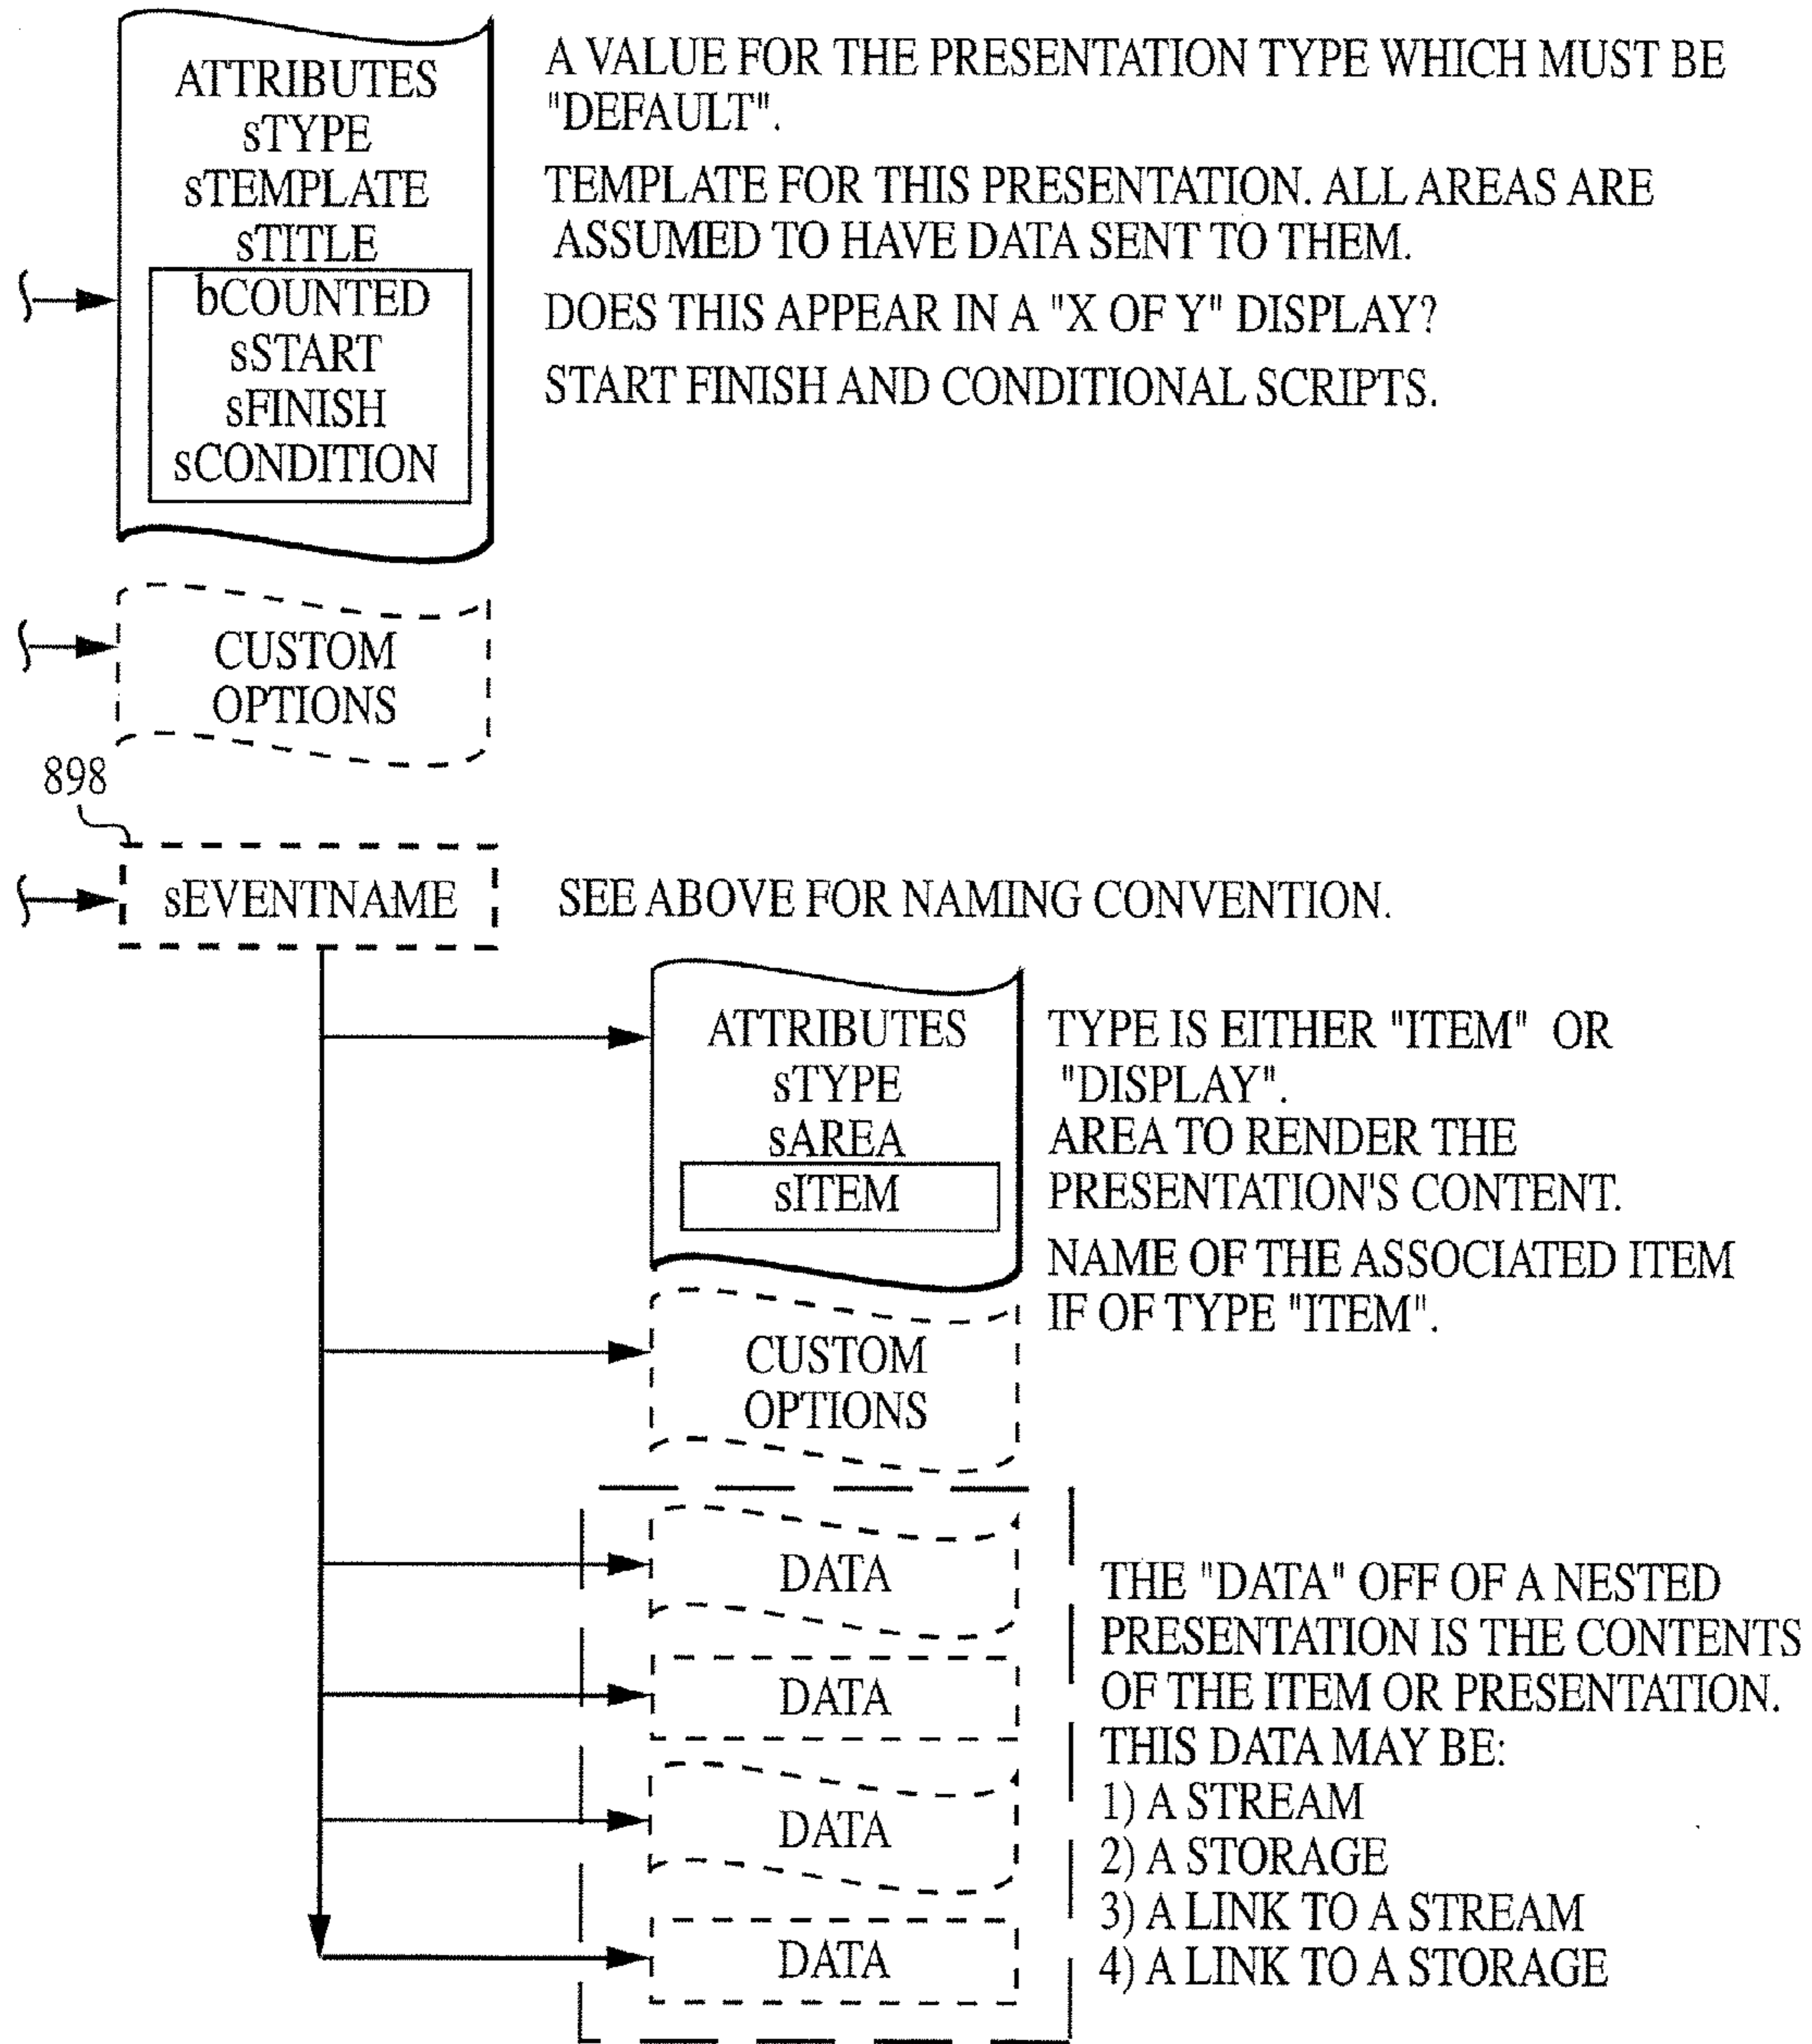 ATTRIBUTES
sTYPE
sTEMPLATE
sTITLE
bCOUNTED
sSTART
sFINISH
sCONDITION
A VALUE FOR THE PRESENTATION TYPE WHICH MUST BE
"DEFAULT".
TEMPLATE FOR THIS PRESENTATION. ALL AREAS ARE
ASSUMED TO HAVE DATA SENT TO THEM.
DOES THIS APPEAR IN A "X OF Y" DISPLAY?
START FINISH AND CONDITIONAL SCRIPTS.
CUSTOM
OPTIONS
898
sEVENTNAME
SEE ABOVE FOR NAMING CONVENTION.
ATTRIBUTES
sTYPE
sAREA
sITEM
TYPE IS EITHER "ITEM" OR
"DISPLAY".
AREA TO RENDER THE
PRESENTATION'S CONTENT.
NAME OF THE ASSOCIATED ITEM
IF OF TYPE "ITEM".
CUSTOM
OPTIONS
DATA
DATA
DATA
DATA
THE "DATA" OFF OF A NESTED
PRESENTATION IS THE CONTENTS
OF THE ITEM OR PRESENTATION.
THIS DATA MAY BE:
1) A STREAM
2) A STORAGE
3) A LINK TO A STREAM
4) A LINK TO A STORAGE